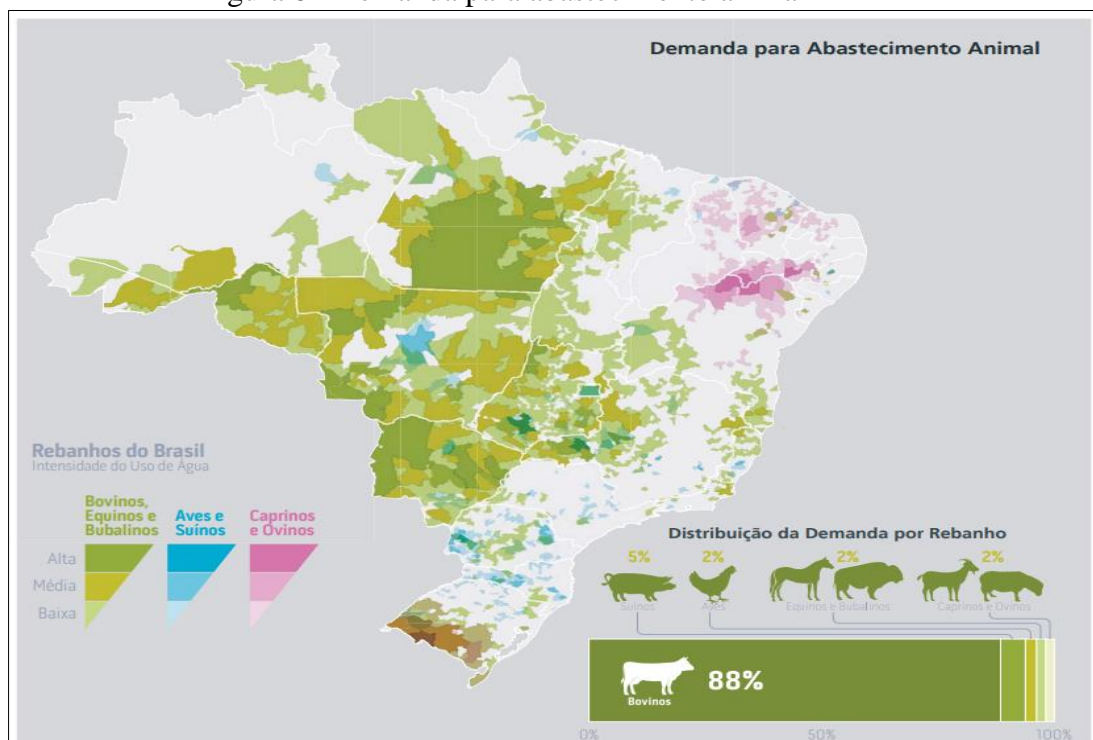 Demanda para Abastecimento Animal
Rebanhos do Brasil
Intensidade do Uso de Água
Bovinos,
Equinos e
Bubalinos
Aves e
Suínos
Caprinos
e Ovinos
Alta
Média
Baixa
Distribuição da Demanda por Rebanho
5% 2% 2% 2%
Suínos Aves Equinos e Bubalinos Caprinos e Ovinos
88%
Bovinos
0% 50% 100%